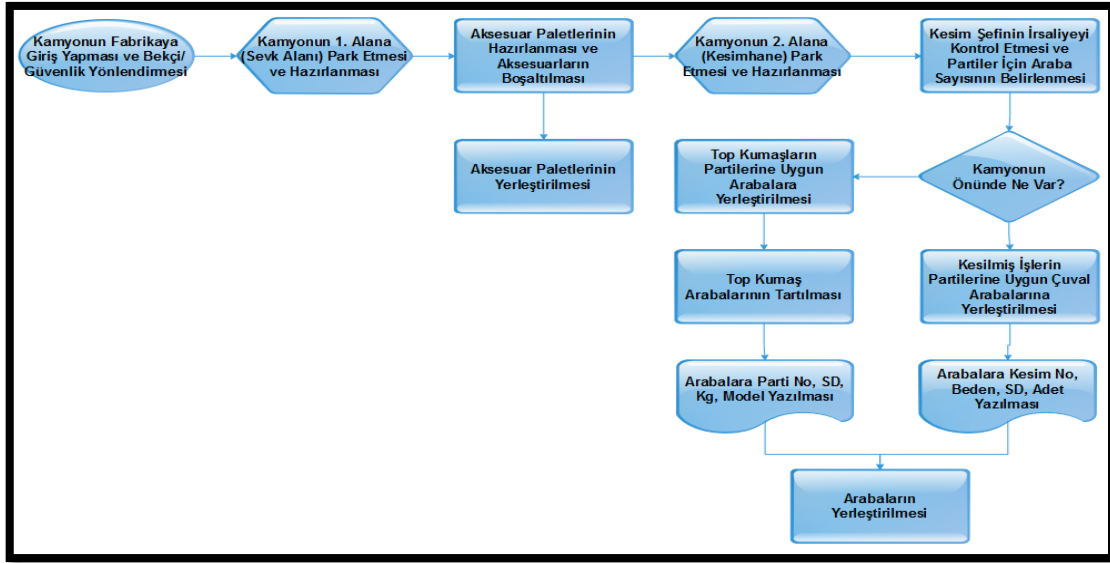 Kamyonun Fabrikaya
Giriş Yapması ve Bekçi/
Güvenlik Yönlendirmesi
Kamyonun 1. Alana
(Sevk Alanı) Park Etmesi
ve Hazırlanması
Aksesuar Paletlerinin
Hazırlanması ve
Aksesuarların
Boşaltılması
Kamyonun 2. Alana
(Kesimhane) Park
Etmesi ve Hazırlanması
Kesim Şefinin İrsaliyeyi
Kontrol Etmesi ve
Partiler İçin Araba
Sayısının Belirlenmesi
Aksesuar Paletlerinin
Yerleştirilmesi
Top Kumaşların
Partilerine Uygun
Arabalara
Yerleştirilmesi
Kamyonun
Önünde Ne Var?
Top Kumaş
Arabalarının Tartılması
Kesilmiş İşlerin
Partilerine Uygun Çuval
Arabalarına
Yerleştirilmesi
Arabalara Parti No, SD,
Kg, Model Yazılması
Arabalara Kesim No,
Beden, SD, Adet
Yazılması
Arabaların
Yerleştirilmesi